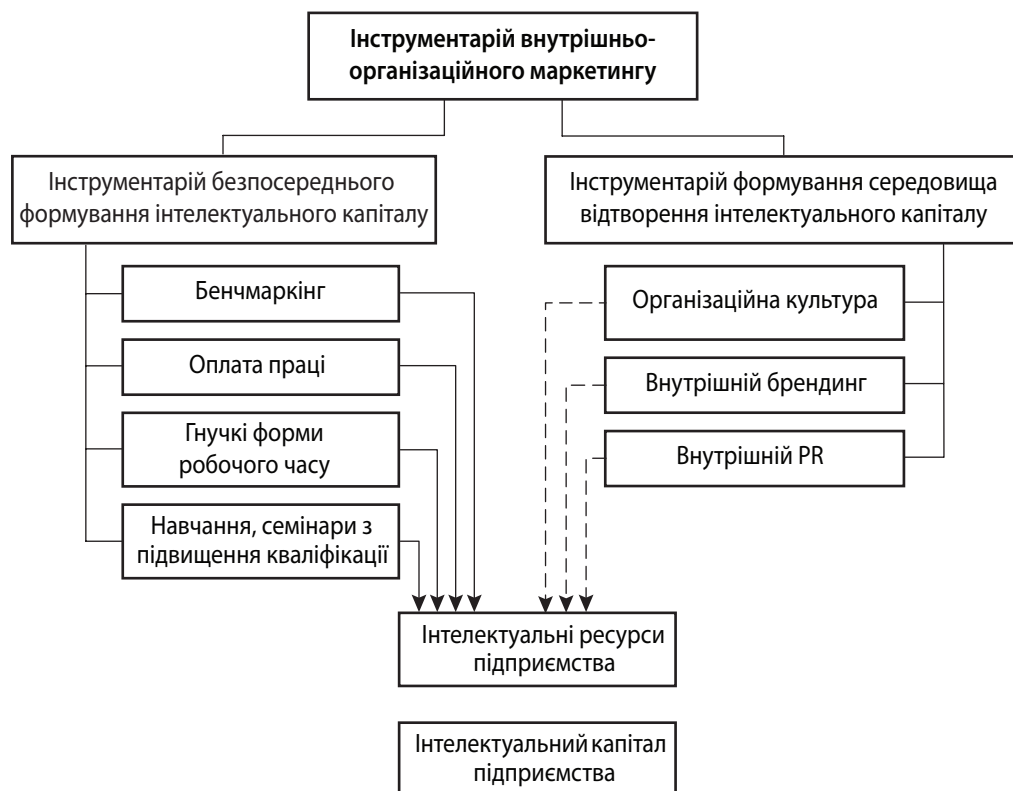 Інструментарій внутрішньо-
організаційного маркетингу
Інструментарій безпосереднього
формування інтелектуального капіталу
Інструментарій формування середовища
відтворення інтелектуального капіталу
Бенчмаркінг
Оплата праці
Гнучкі форми
робочого часу
Навчання, семінари з
підвищення кваліфікації
Організаційна культура
Внутрішній брендинг
Внутрішній PR
Інтелектуальні ресурси
підприємства
Інтелектуальний капітал
підприємства